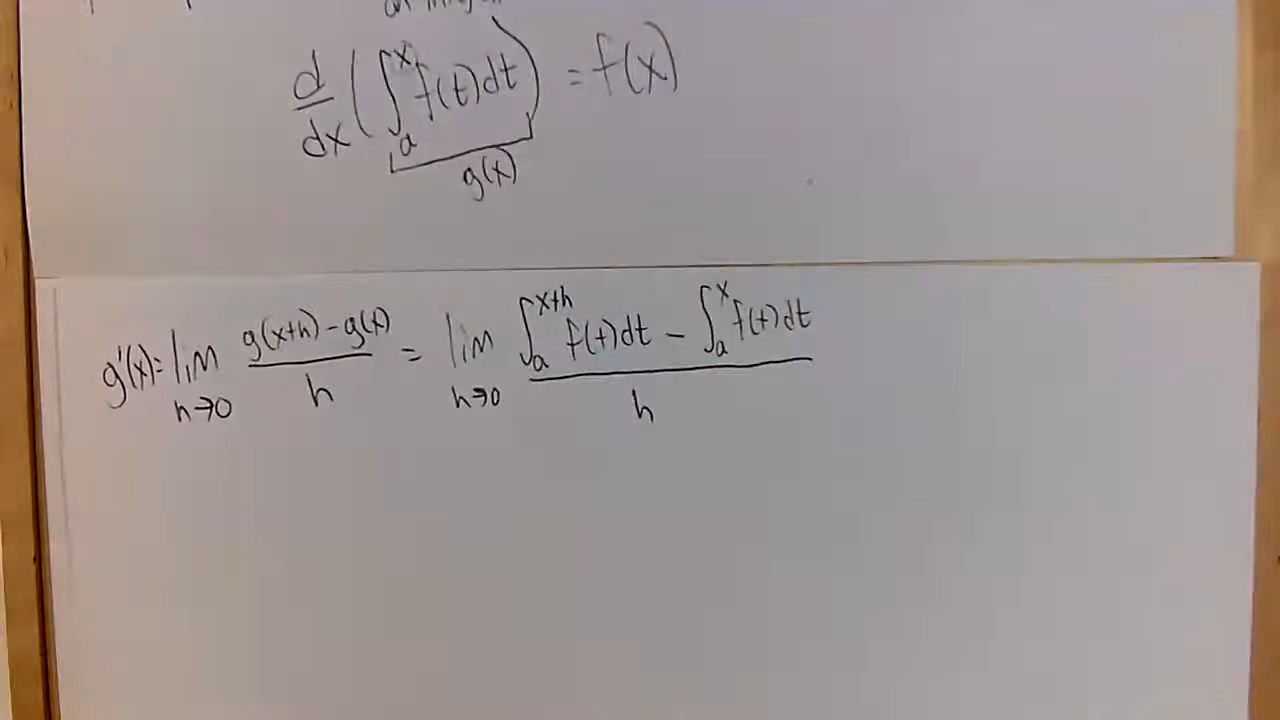 d/dx (∫_a^x f(t)dt) = f(x)
g(x)
g'(x) = lim_{h→0} (g(x+h) - g(x))/h = lim_{h→0} (∫_a^{x+h} f(t)dt - ∫_a^x f(t)dt)/h